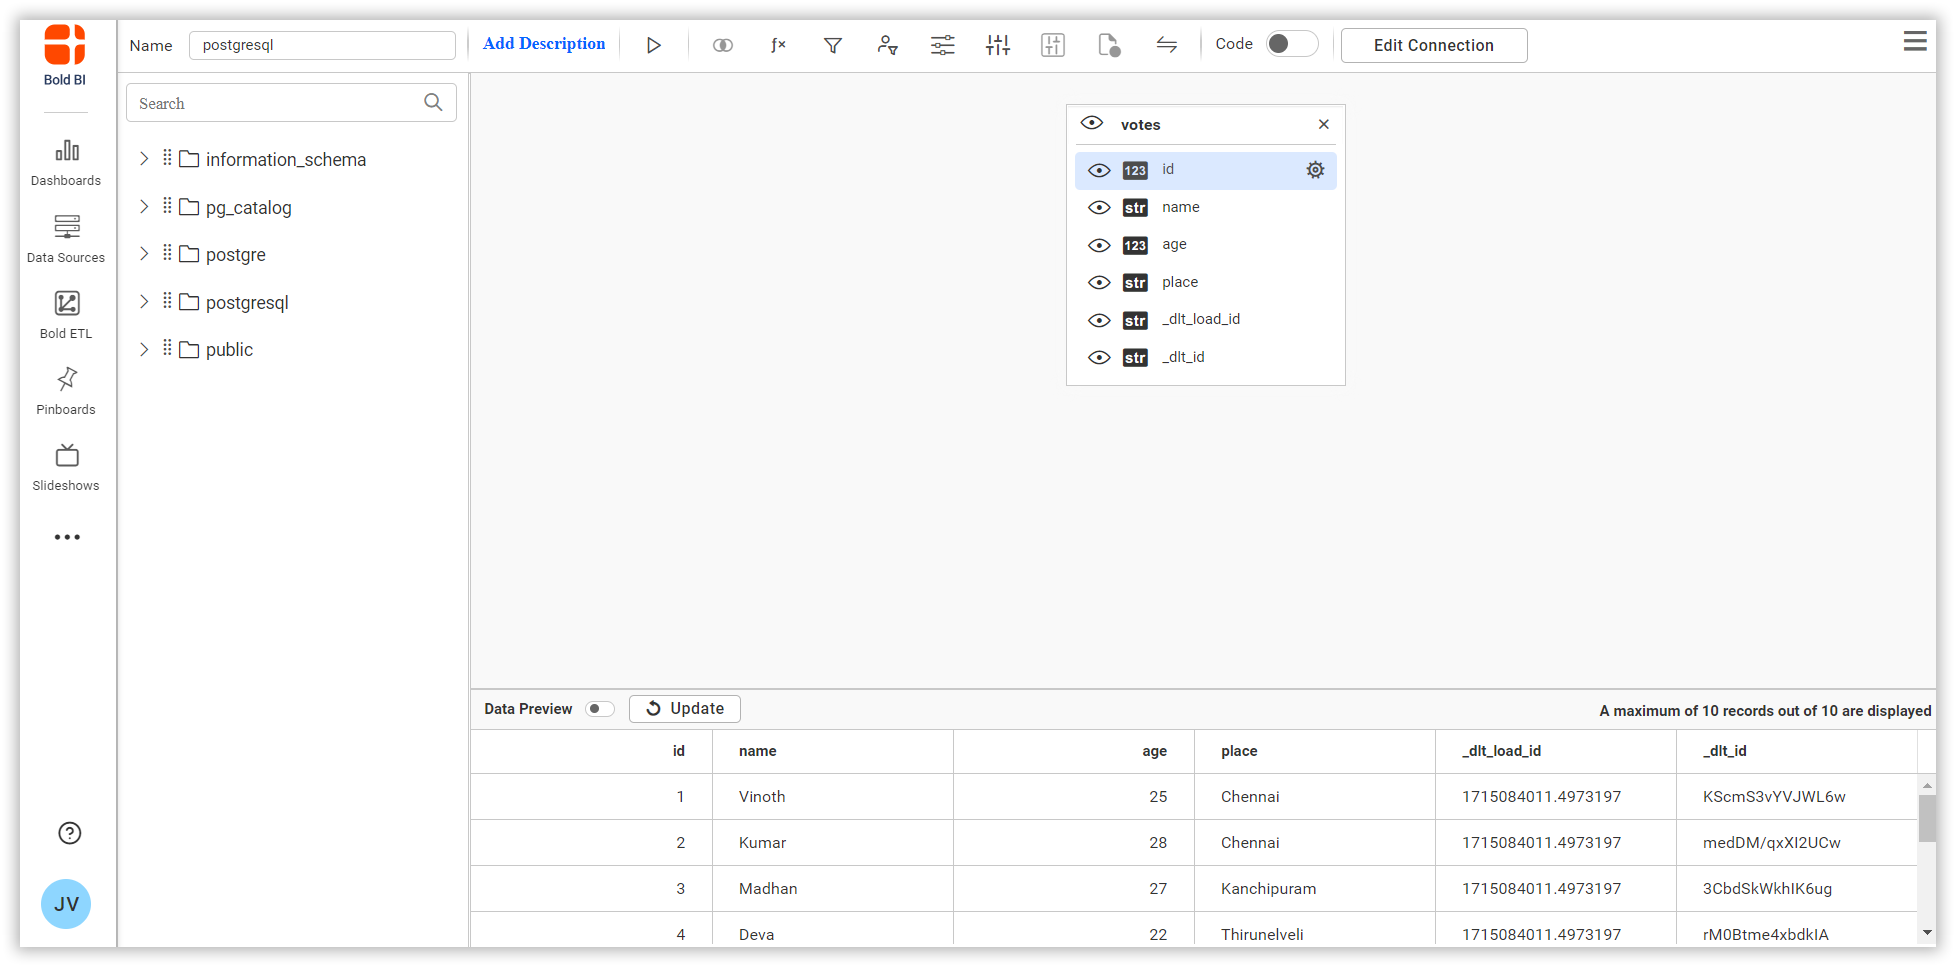 Bold BI
Dashboards
Data Sources
Bold ETL
Pinboards
Slideshows
JV
Name postgresql Add Description ƒx Code Edit Connection
Search
information_schema
pg_catalog
postgre
postgresql
public
votes
123 id
str name
123 age
str place
str _dlt_load_id
str _dlt_id
Data Preview Update A maximum of 10 records out of 10 are displayed
id name age place _dlt_load_id _dlt_id
1 Vinoth 25 Chennai 1715084011.4973197 KScmS3vYVJWL6w
2 Kumar 28 Chennai 1715084011.4973197 medDM/qxXI2UCw
3 Madhan 27 Kanchipuram 1715084011.4973197 3CbdSkWkhIK6ug
4 Deva 22 Thirunelveli 1715084011.4973197 rM0Btme4xbdkIA